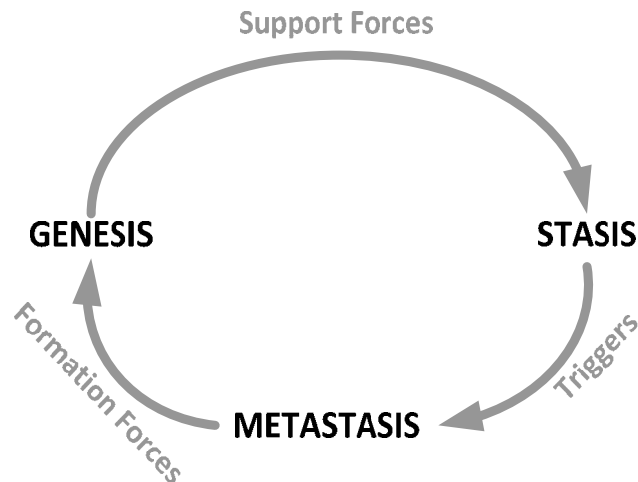 Support Forces
GENESIS
STASIS
Formation Forces
Triggers
METASTASIS